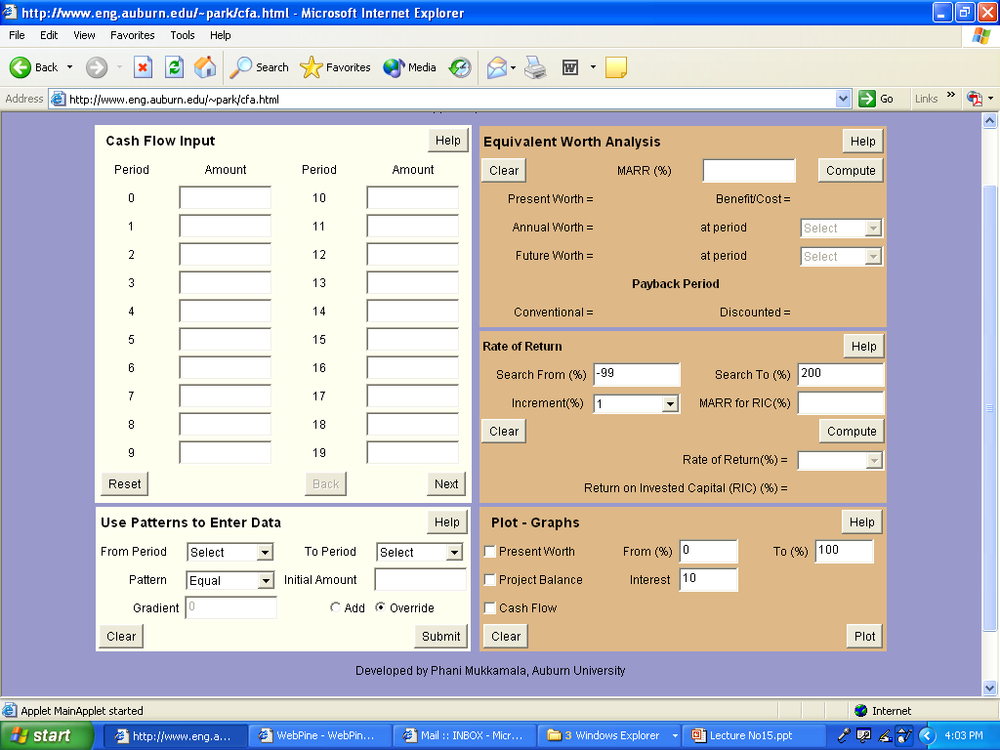 http://www.eng.auburn.edu/~park/cfa.html - Microsoft Internet Explorer
File Edit View Favorites Tools Help
Back Search Favorites Media
Address http://www.eng.auburn.edu/~park/cfa.html Go Links »
Cash Flow Input Help
Period Amount Period Amount
0 10
1 11
2 12
3 13
4 14
5 15
6 16
7 17
8 18
9 19
Reset Back Next
Equivalent Worth Analysis Help
Clear MARR (%) Compute
Present Worth = Benefit/Cost =
Annual Worth = at period Select
Future Worth = at period Select
Payback Period
Conventional = Discounted =
Rate of Return Help
Search From (%) -99 Search To (%) 200
Increment(%) 1 MARR for RIC(%)
Clear Compute
Rate of Return(%) =
Return on Invested Capital (RIC) (%) =
Use Patterns to Enter Data Help
From Period Select To Period Select
Pattern Equal Initial Amount
Gradient 0 Add Override
Clear Submit
Plot - Graphs Help
Present Worth From (%) 0 To (%) 100
Project Balance Interest 10
Cash Flow
Clear Plot
Developed by Phani Mukkamala, Auburn University
Applet MainApplet started Internet
start http://www.eng.a... WebPine - WebPin... Mail :: INBOX - Micr... 3 Windows Explorer Lecture No15.ppt 4:03 PM